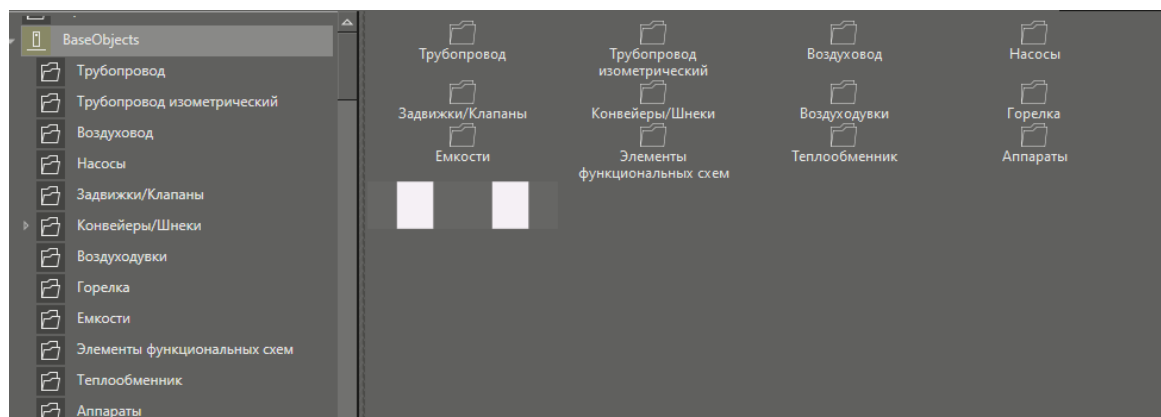 BaseObjects
Трубопровод
Трубопровод изометрический
Воздуховод
Насосы
Задвижки/Клапаны
Конвейеры/Шнеки
Воздуходувки
Горелка
Емкости
Элементы функциональных схем
Теплообменник
Аппараты
Трубопровод
Трубопровод
изометрический
Воздуховод
Насосы
Задвижки/Клапаны
Конвейеры/Шнеки
Воздуходувки
Горелка
Емкости
Элементы
функциональных схем
Теплообменник
Аппараты